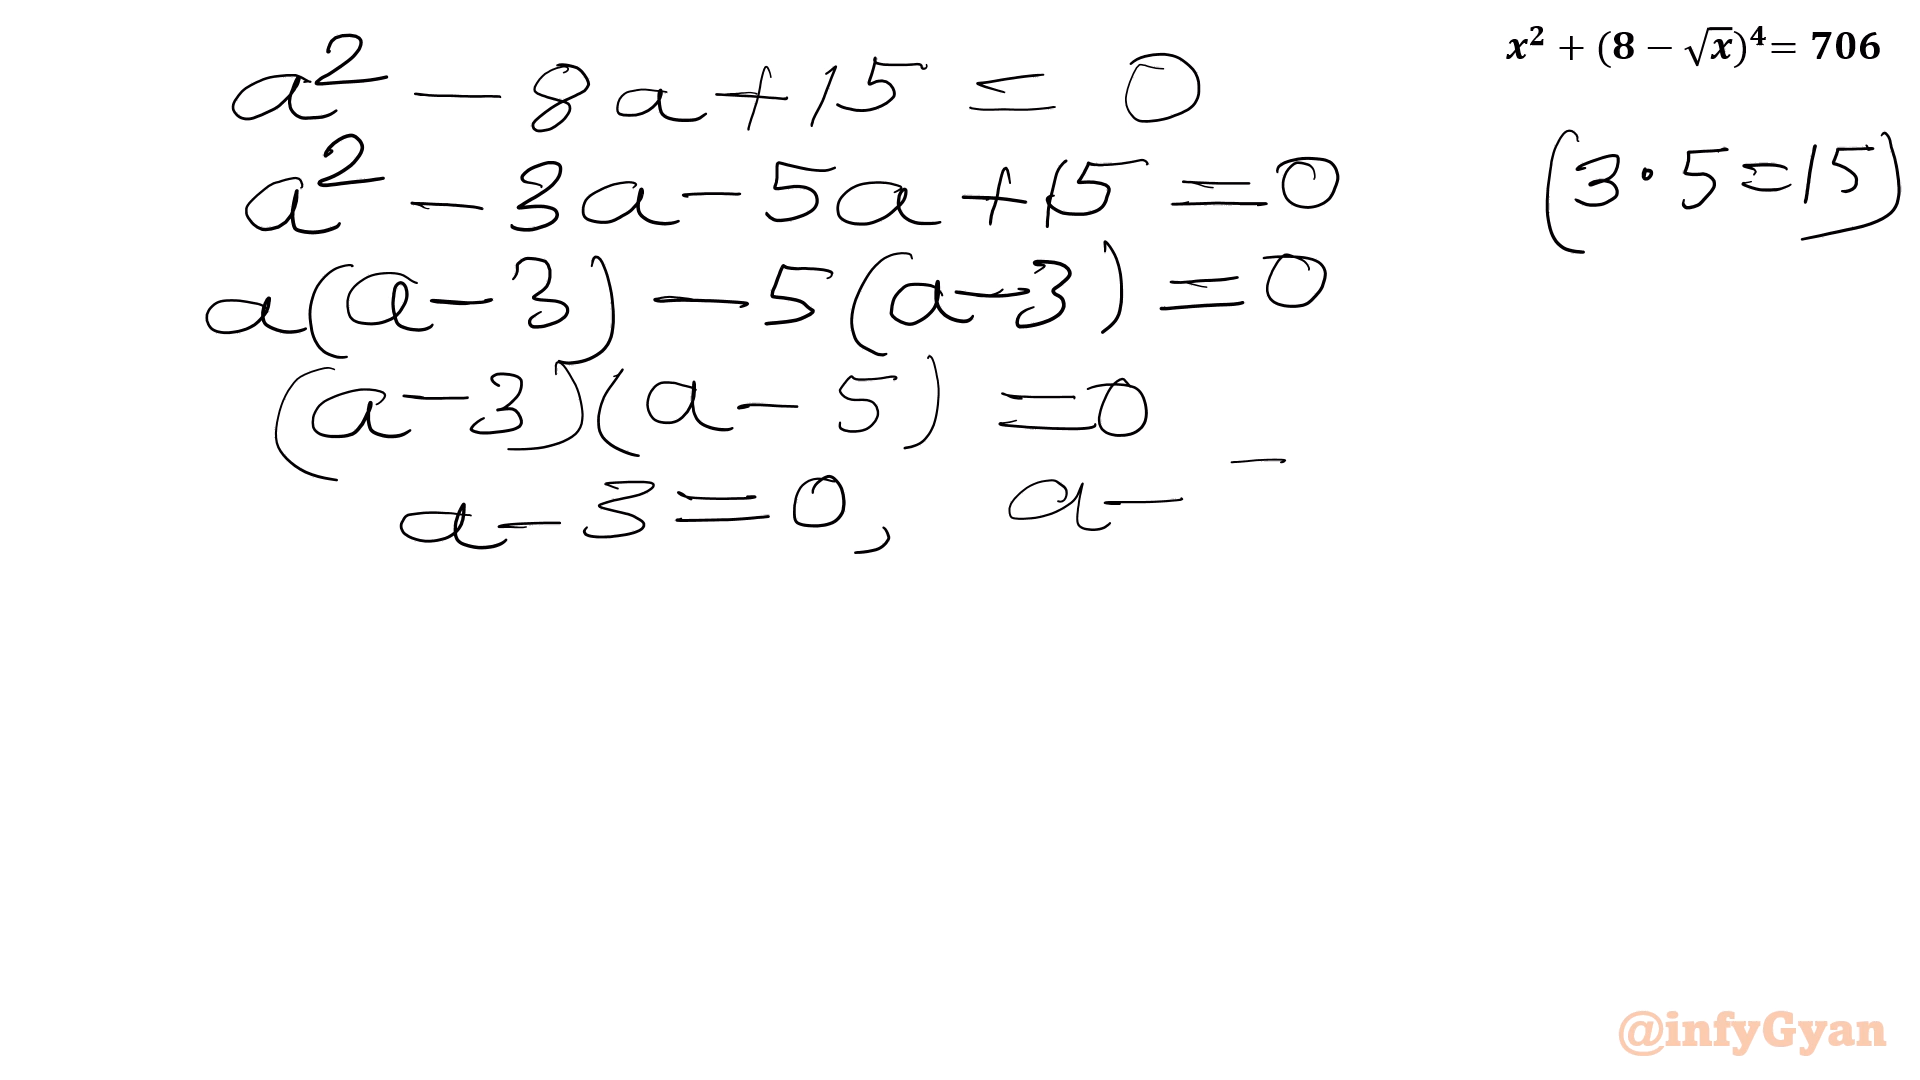 x² + (8 − √x)⁴= 706
a² − 8a + 15 = 0
a² − 3a − 5a + 15 = 0
(3 · 5 = 15)
a(a − 3) − 5(a − 3) = 0
(a − 3)(a − 5) = 0
a − 3 = 0, a −
@infyGyan